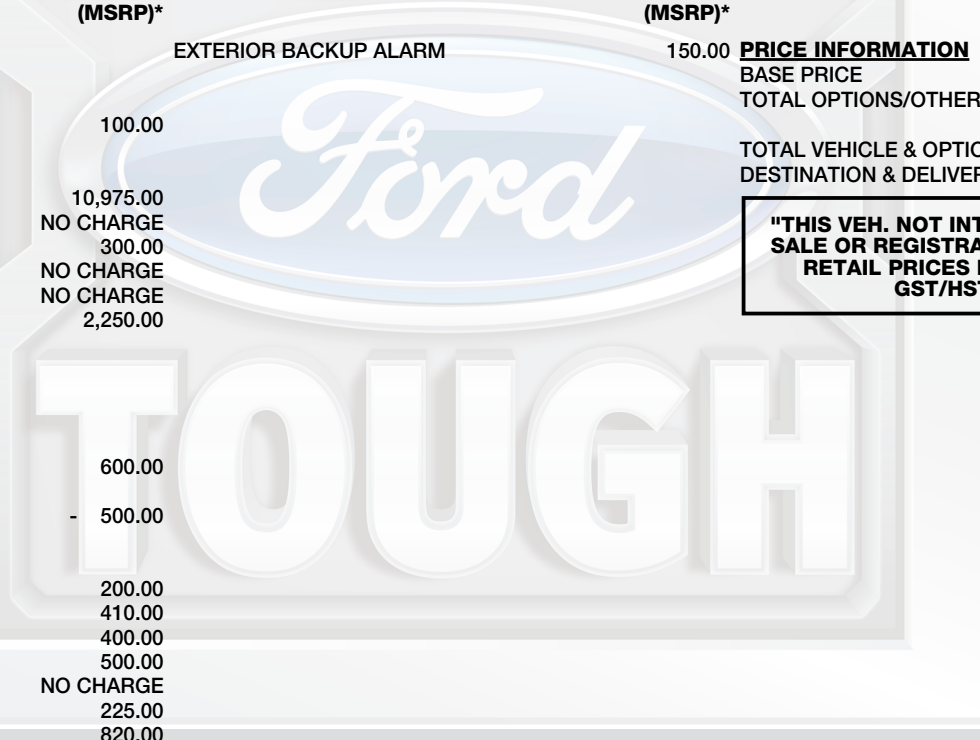 (MSRP)* (MSRP)*
EXTERIOR BACKUP ALARM 150.00 PRICE INFORMATION
BASE PRICE
TOTAL OPTIONS/OTHER
100.00
TOTAL VEHICLE & OPTIO
DESTINATION & DELIVER
10,975.00
NO CHARGE
300.00
NO CHARGE
NO CHARGE
2,250.00
"THIS VEH. NOT INT
SALE OR REGISTRA
RETAIL PRICES
GST/HST
Ford
TOUGH
600.00
- 500.00
200.00
410.00
400.00
500.00
NO CHARGE
225.00
820.00